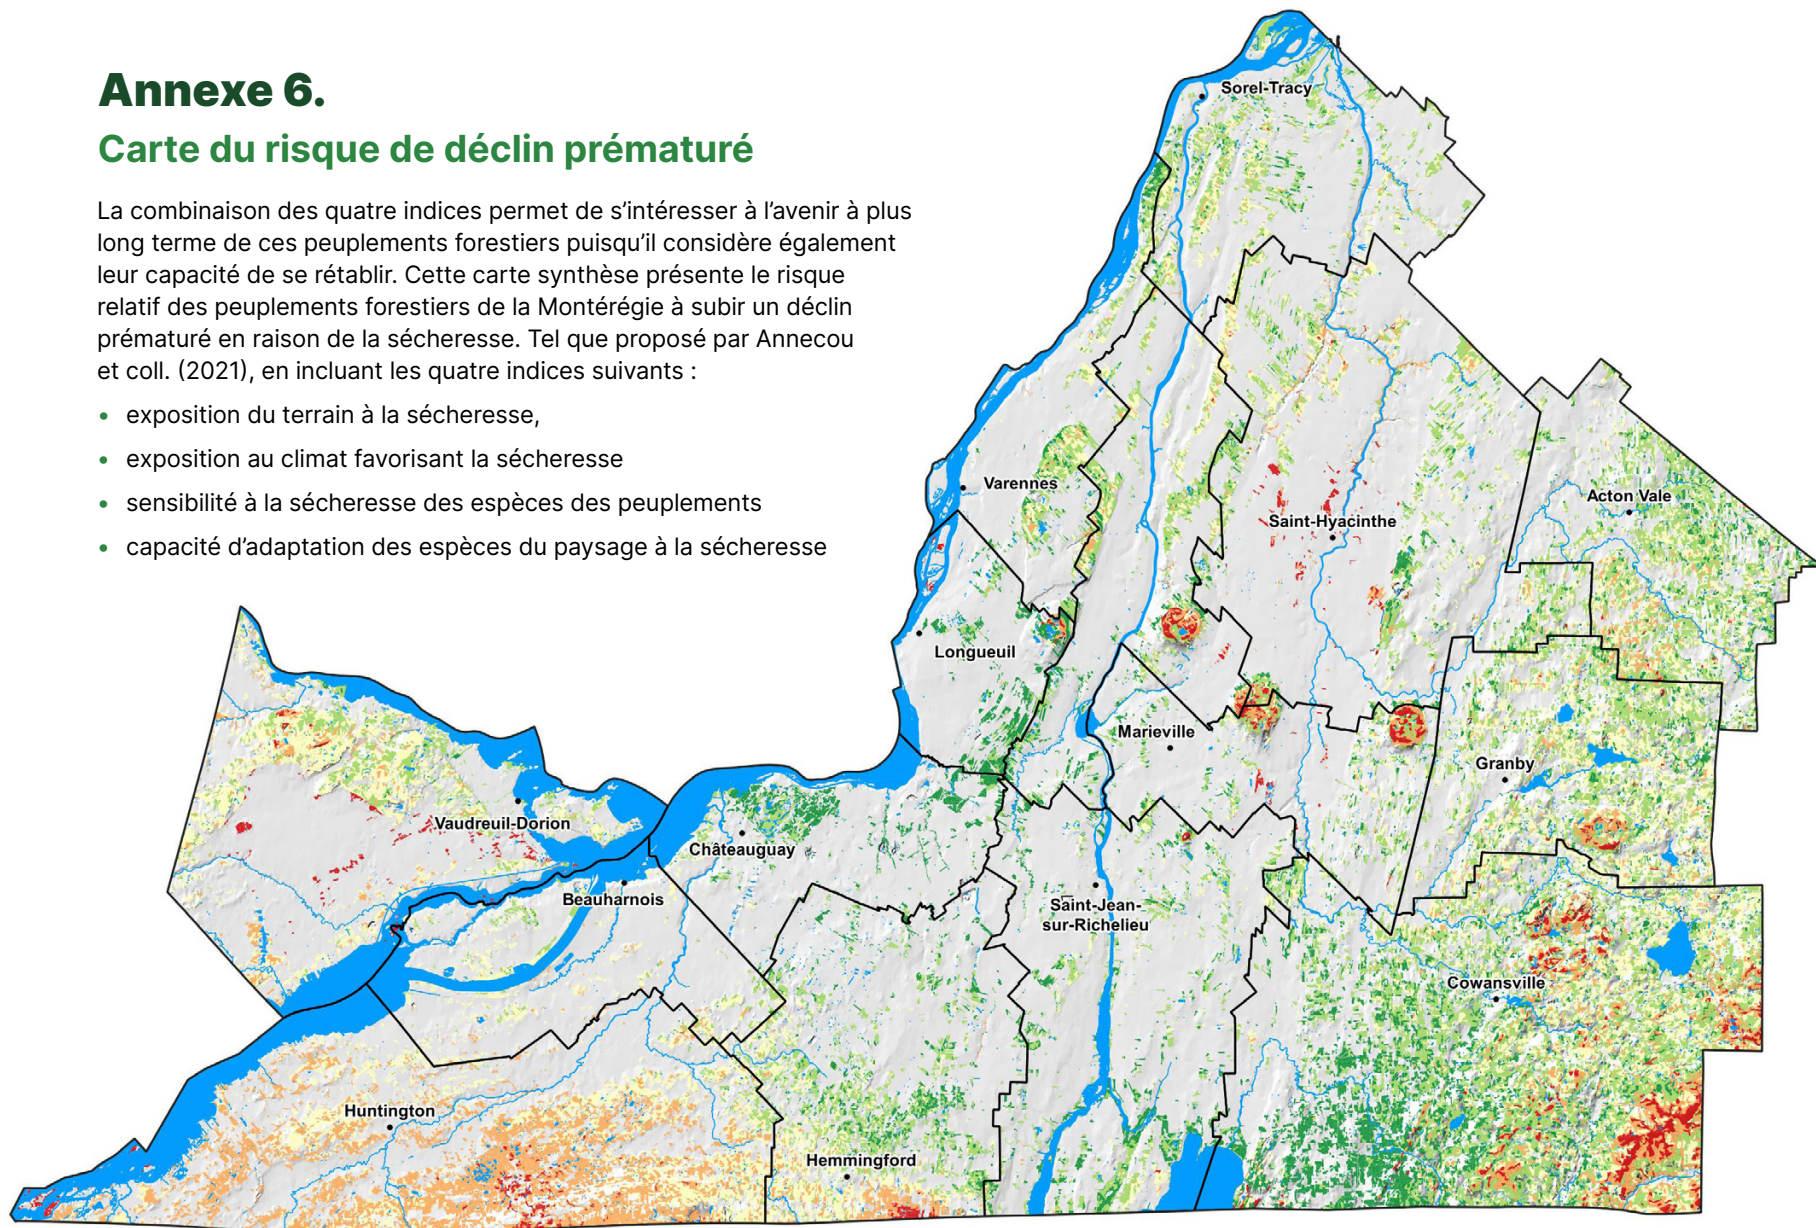 Annexe 6.
Carte du risque de déclin prématuré
La combinaison des quatre indices permet de s’intéresser à l’avenir à plus
long terme de ces peuplements forestiers puisqu’il considère également
leur capacité de se rétablir. Cette carte synthèse présente le risque
relatif des peuplements forestiers de la Montérégie à subir un déclin
prématuré en raison de la sécheresse. Tel que proposé par Annecou
et coll. (2021), en incluant les quatre indices suivants :
• exposition du terrain à la sécheresse,
• exposition au climat favorisant la sécheresse
• sensibilité à la sécheresse des espèces des peuplements
• capacité d’adaptation des espèces du paysage à la sécheresse
Sorel-Tracy
Varennes
Acton Vale
Saint-Hyacinthe
Longueuil
Marieville
Granby
Vaudreuil-Dorion
Châteauguay
Beauharnois
Saint-Jean-
sur-Richelieu
Cowansville
Huntington
Hemmingford